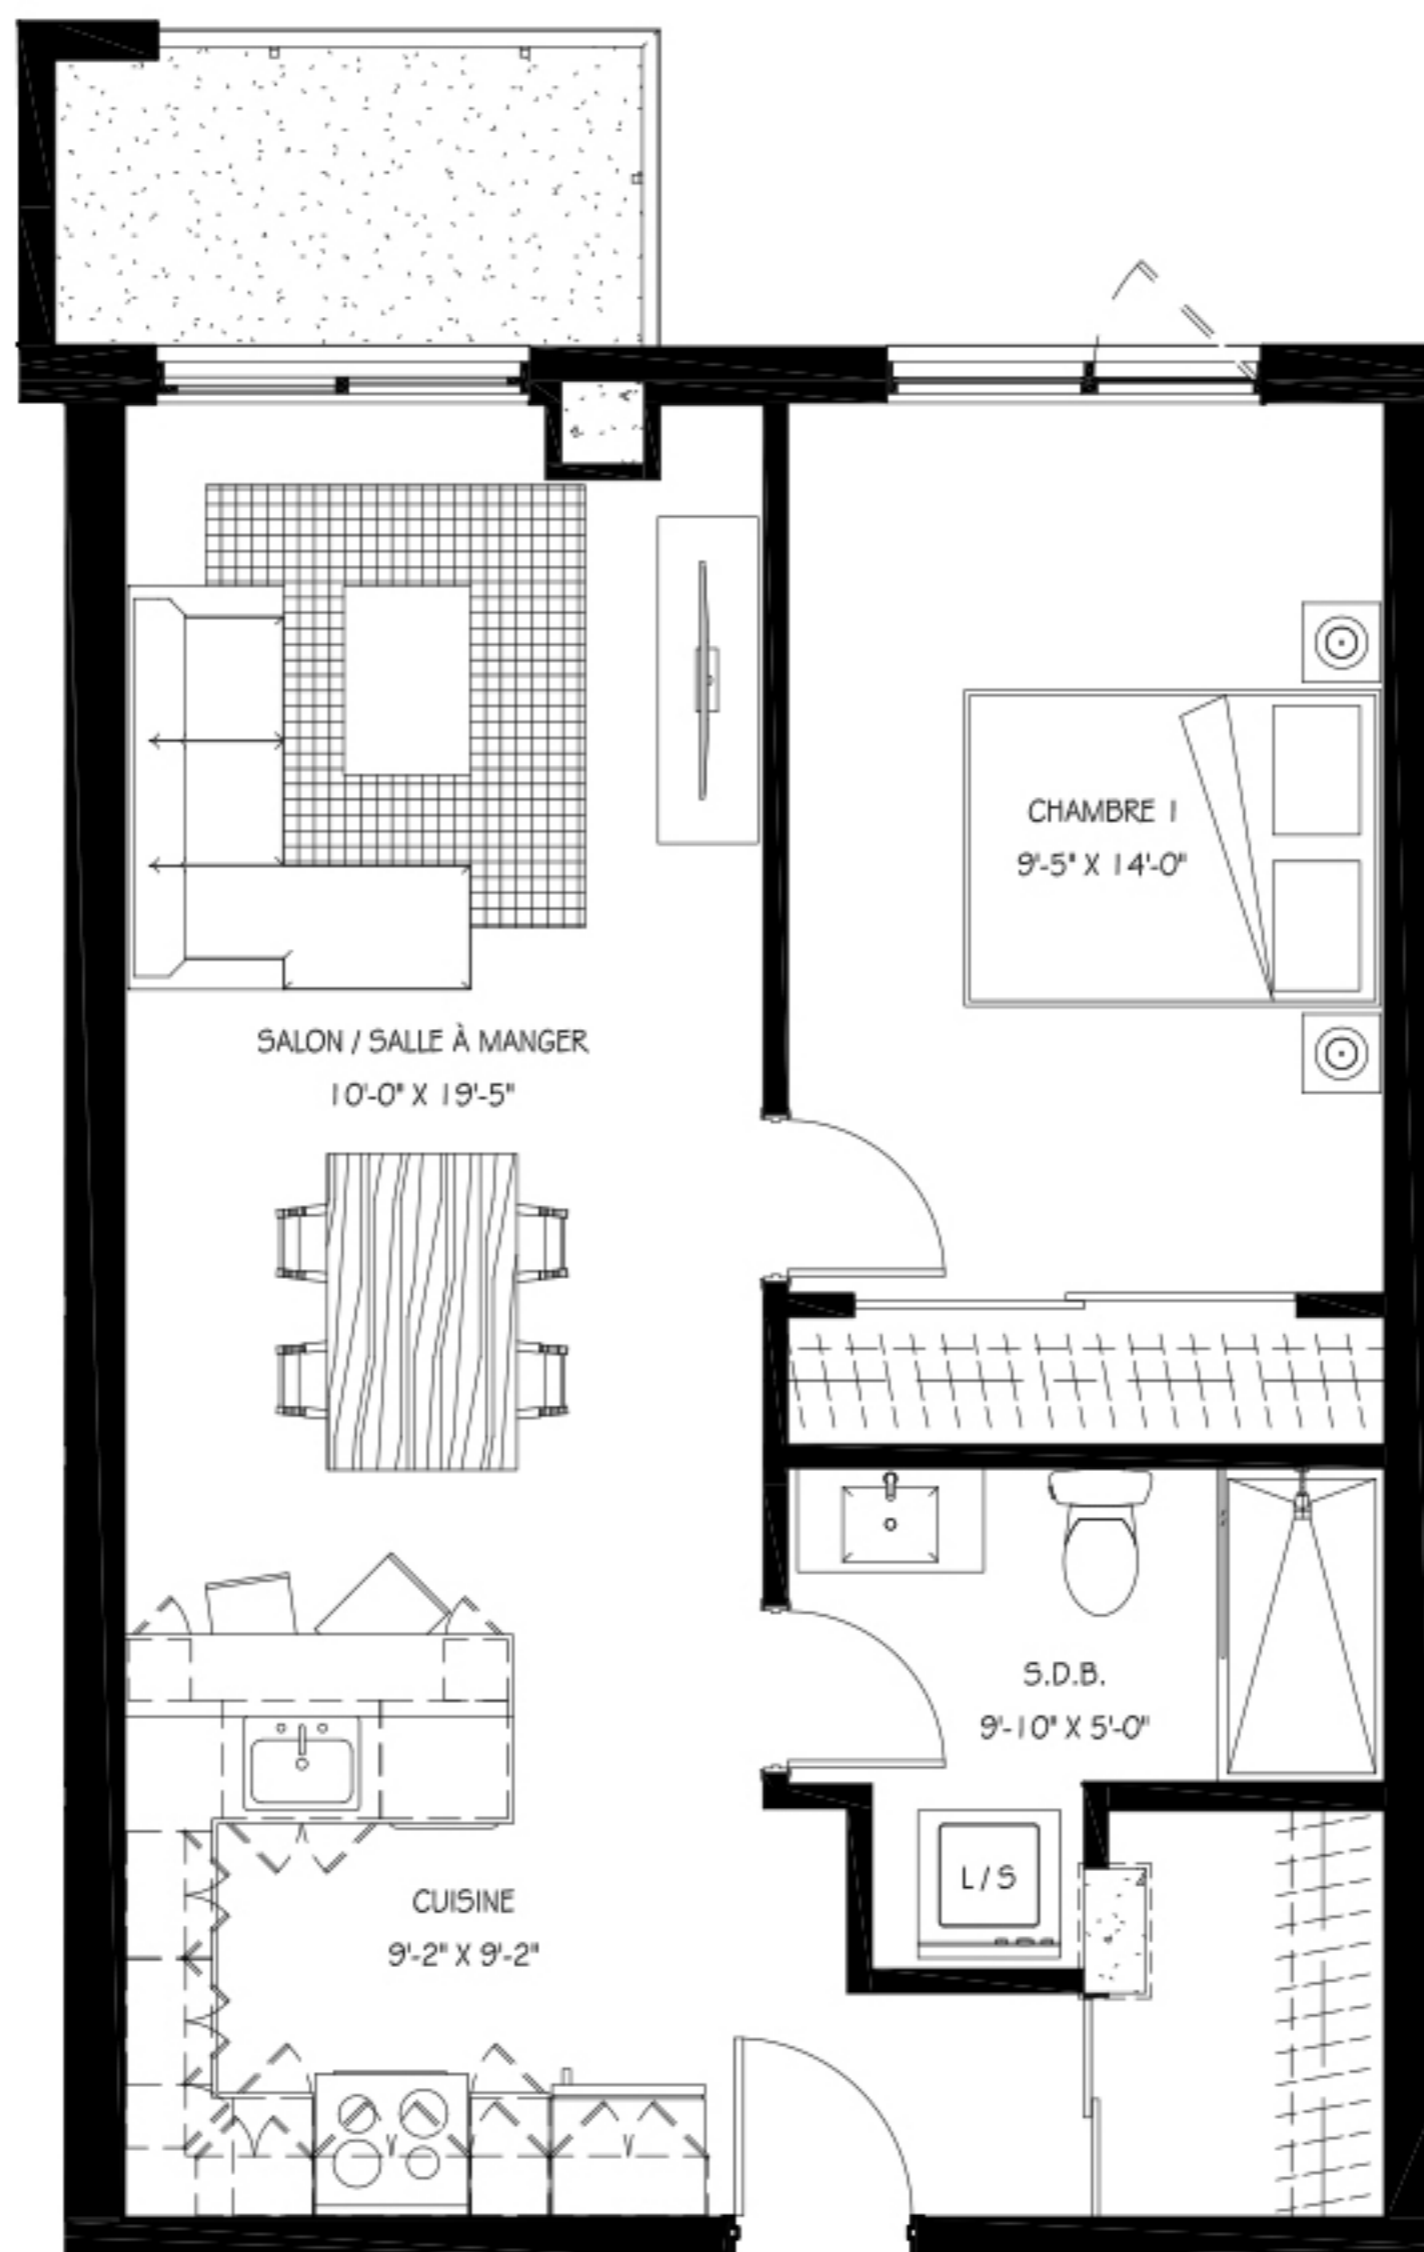 CHAMBRE 1
9'-5" X 14'-0"
SALON / SALLE À MANGER
10'-0" X 19'-5"
S.D.B.
9'-10" X 5'-0"
L / S
CUISINE
9'-2" X 9'-2"